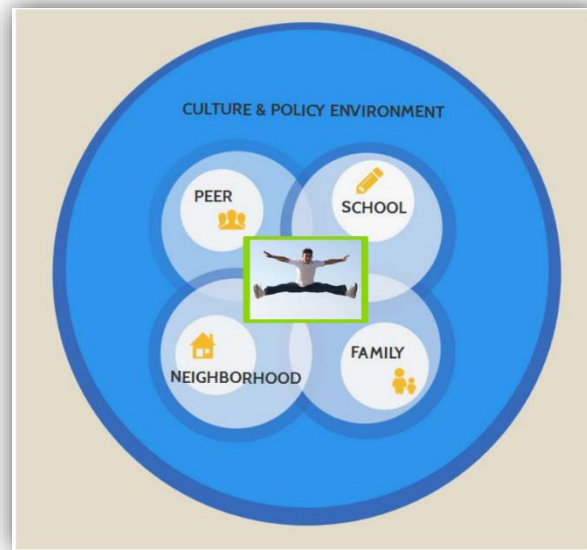 CULTURE & POLICY ENVIRONMENT
PEER
SCHOOL
NEIGHBORHOOD
FAMILY